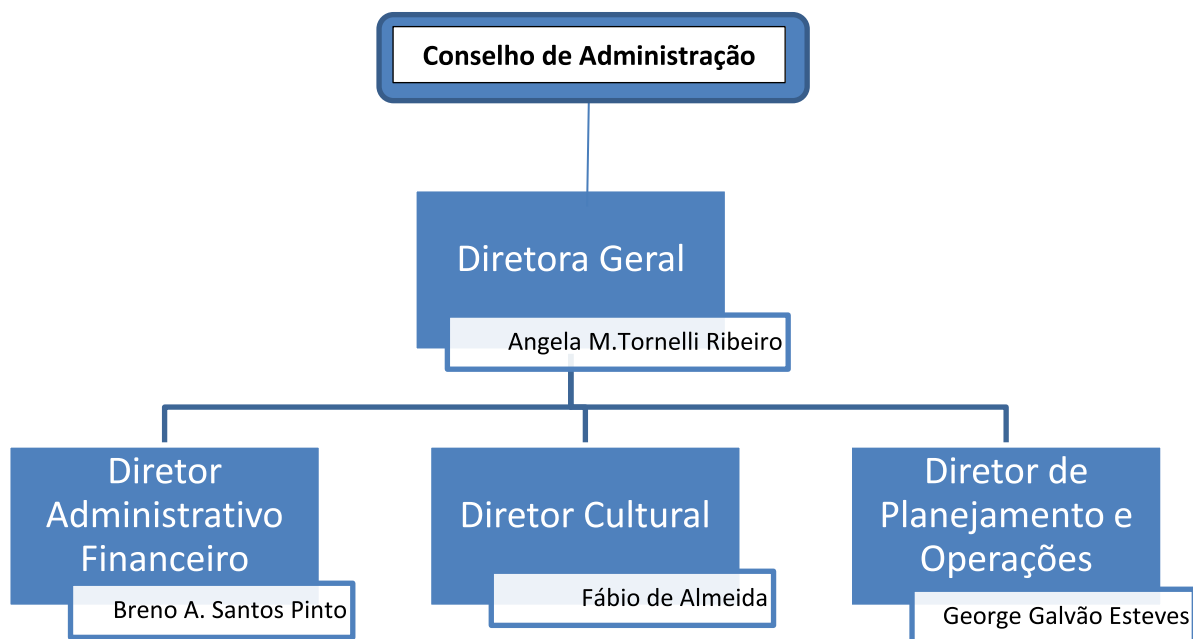 Conselho de Administração
Diretora Geral
Angela M.Tornelli Ribeiro
Diretor
Administrativo
Financeiro
Breno A. Santos Pinto
Diretor Cultural
Fábio de Almeida
Diretor de
Planejamento e
Operações
George Galvão Esteves